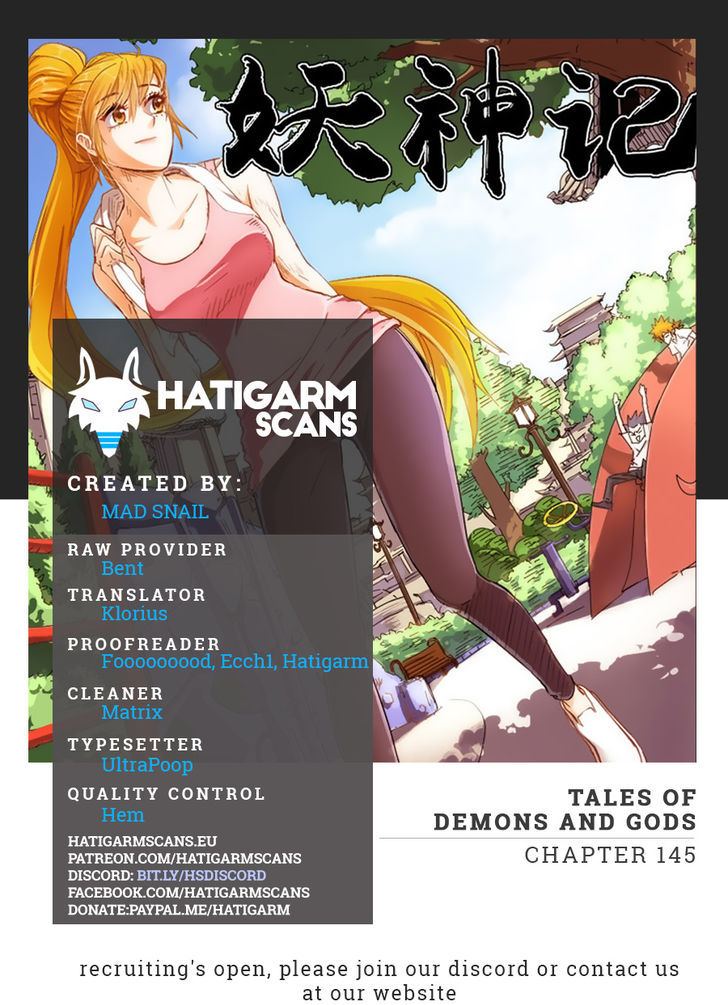 妖神记
HATIGARM
SCANS
CREATED BY:
MAD SNAIL
RAW PROVIDER
Bent
TRANSLATOR
Klorius
PROOFREADER
Fooooooood, Ecch1, Hatigarm
CLEANER
Matrix
TYPESETTER
UltraPoop
QUALITY CONTROL
Hem
HATIGARMSCANS.EU
PATREON.COM/HATIGARMSCANS
DISCORD: BIT.LY/HSDISCORD
FACEBOOK.COM/HATIGARMSCANS
DONATE:PAYPAL.ME/HATIGARM
TALES OF
DEMONS AND GODS
CHAPTER 145
recruiting's open, please join our discord or contact us
at our website